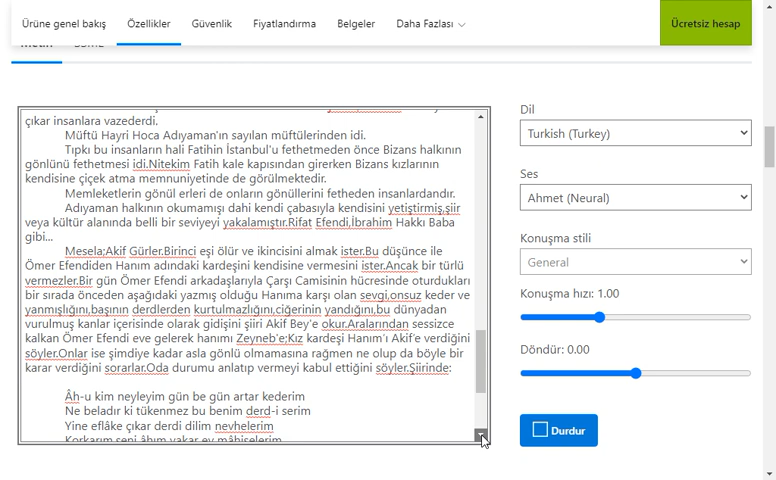 Ürüne genel bakış Özellikler Güvenlik Fiyatlandırma Belgeler Daha Fazlası Ücretsiz hesap
Metin SSML
çıkar insanlara vazederdi.
Müftü Hayri Hoca Adıyaman'ın sayılan müftülerinden idi.
Tıpkı bu insanların hali Fatihin İstanbul'u fethetmeden önce Bizans halkının
gönlünü fethetmesi idi.Nitekim Fatih kale kapısından girerken Bizans kızlarının
kendisine çiçek atma memnuniyetinde de görülmektedir.
Memleketlerin gönül erleri de onların gönüllerini fetheden insanlardandır.
Adıyaman halkının okumamışı dahi kendi çabasıyla kendisini yetiştirmiş,şiir
veya kültür alanında belli bir seviyeyi yakalamıştır.Rifat Efendi,İbrahim Hakkı Baba
gibi...
Mesela;Akif Gürler.Birinci eşi ölür ve ikincisini almak ister.Bu düşünce ile
Ömer Efendiden Hanım adındaki kardeşini kendisine vermesini ister.Ancak bir türlü
vermezler.Bir gün Ömer Efendi arkadaşlarıyla Çarşı Camisinin hücresinde oturdukları
bir sırada önceden aşağıdaki yazmış olduğu Hanıma karşı olan sevgi,onsuz keder ve
yanmışlığını,başının derdlerden kurtulmazlığını,ciğerinin yandığını,bu dünyadan
vurulmuş kanlar içerisinde olarak gidişini şiiri Akif Bey'e okur.Aralarından sessizce
kalkan Ömer Efendi eve gelerek hanımı Zeyneb'e;Kız kardeşi Hanım'ı Akif'e verdiğini
söyler.Onlar ise şimdiye kadar asla gönlü olmamasına rağmen ne olup da böyle bir
karar verdiğini sorarlar.Oda durumu anlatıp vermeyi kabul ettiğini söyler.Şiirinde:
Âh-u kim neyleyim gün be gün artar kederim
Ne beladır ki tükenmez bu benim derd-i serim
Yine eflâke çıkar derdi dilim nevhelerim
Korkarım seni âhım yakar ey mâhiselerim
Dil
Turkish (Turkey)
Ses
Ahmet (Neural)
Konuşma stili
General
Konuşma hızı: 1.00
Döndür: 0.00
Durdur